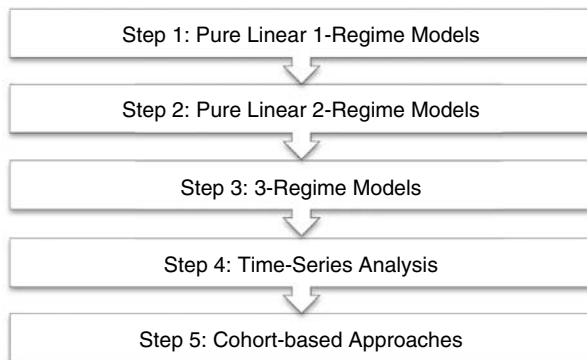 Step 1: Pure Linear 1-Regime Models
Step 2: Pure Linear 2-Regime Models
Step 3: 3-Regime Models
Step 4: Time-Series Analysis
Step 5: Cohort-based Approaches